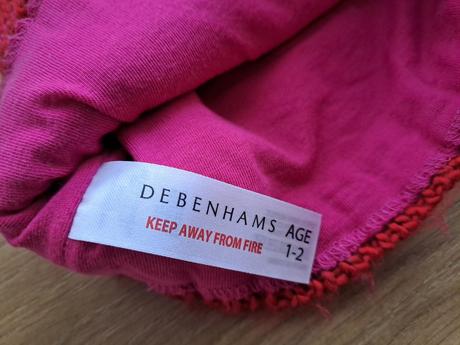 DEBENHAMS AGE
KEEP AWAY FROM FIRE 1-2